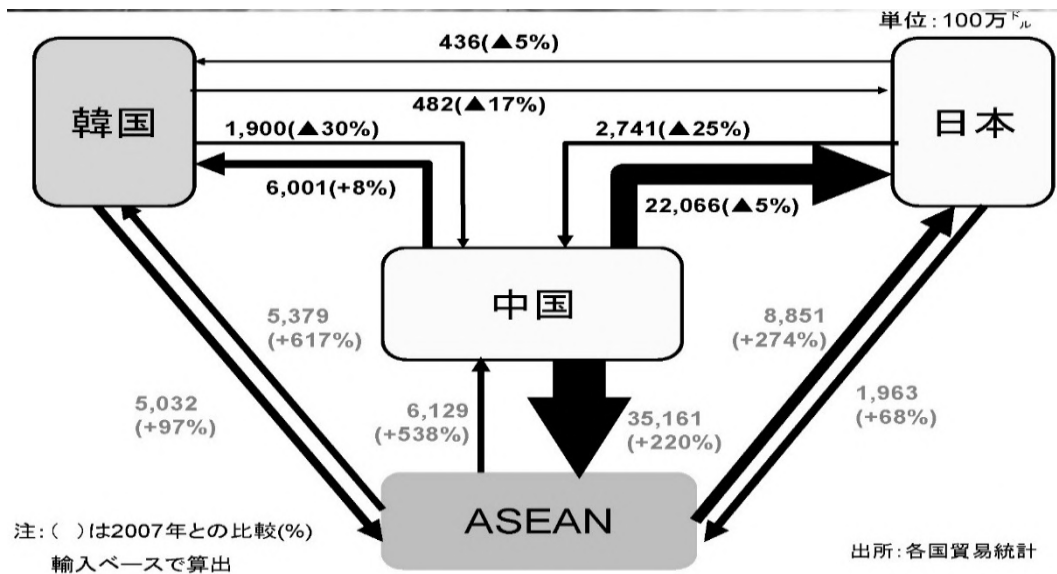 単位：100万ドル
436(▲5%)
韓国
日本
482(▲17%)
1,900(▲30%)
2,741(▲25%)
6,001(+8%)
22,066(▲5%)
中国
5,379
(+617%)
8,851
(+274%)
5,032
(+97%)
6,129
(+538%)
35,161
(+220%)
1,963
(+68%)
ASEAN
注：（　）は2007年との比較(%)
輸入ベースで算出
出所：各国貿易統計